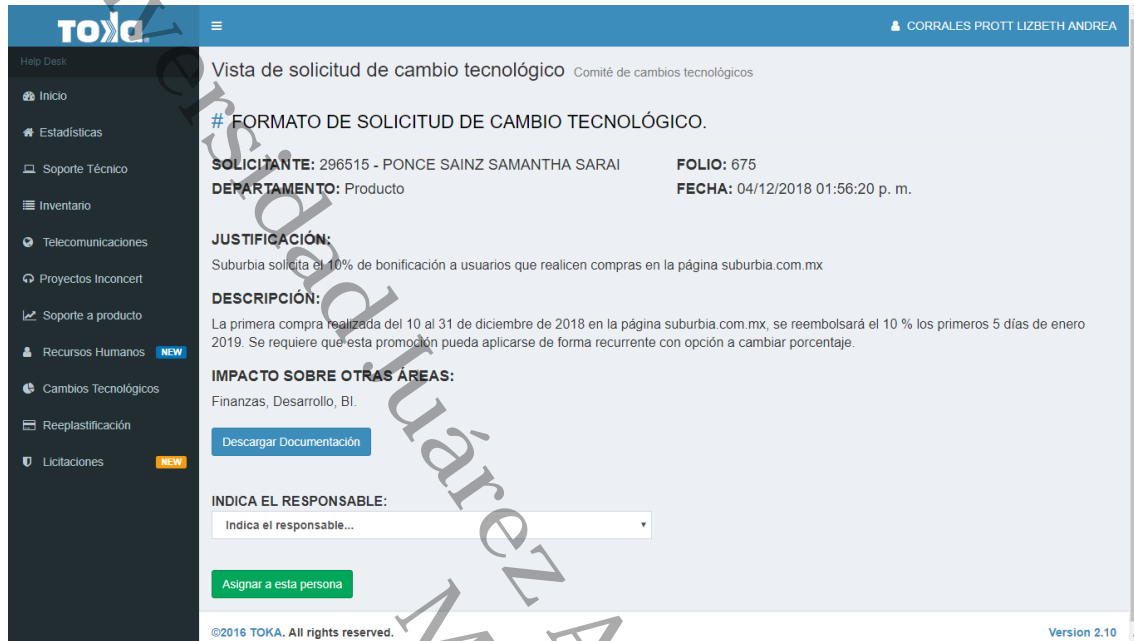 TOKA.
CORRALES PROTT LIZBETH ANDREA
Help Desk
Inicio
Estadísticas
Soporte Técnico
Inventario
Telecomunicaciones
Proyectos Inconcert
Soporte a producto
Recursos Humanos NEW
Cambios Tecnológicos
Reeplastificación
Licitaciones NEW
Vista de solicitud de cambio tecnológico Comité de cambios tecnológicos
# FORMATO DE SOLICITUD DE CAMBIO TECNOLÓGICO.
SOLICITANTE: 296515 - PONCE SAINZ SAMANTHA SARAI FOLIO: 675
DEPARTAMENTO: Producto FECHA: 04/12/2018 01:56:20 p. m.
JUSTIFICACIÓN:
Suburbia solicita el 10% de bonificación a usuarios que realicen compras en la página suburbia.com.mx
DESCRIPCIÓN:
La primera compra realizada del 10 al 31 de diciembre de 2018 en la página suburbia.com.mx, se reembolsará el 10 % los primeros 5 días de enero
2019. Se requiere que esta promoción pueda aplicarse de forma recurrente con opción a cambiar porcentaje.
IMPACTO SOBRE OTRAS ÁREAS:
Finanzas, Desarrollo, BI.
Descargar Documentación
INDICA EL RESPONSABLE:
Indica el responsable...
Asignar a esta persona
©2016 TOKA. All rights reserved. Version 2.10
versidad Juárez A
M